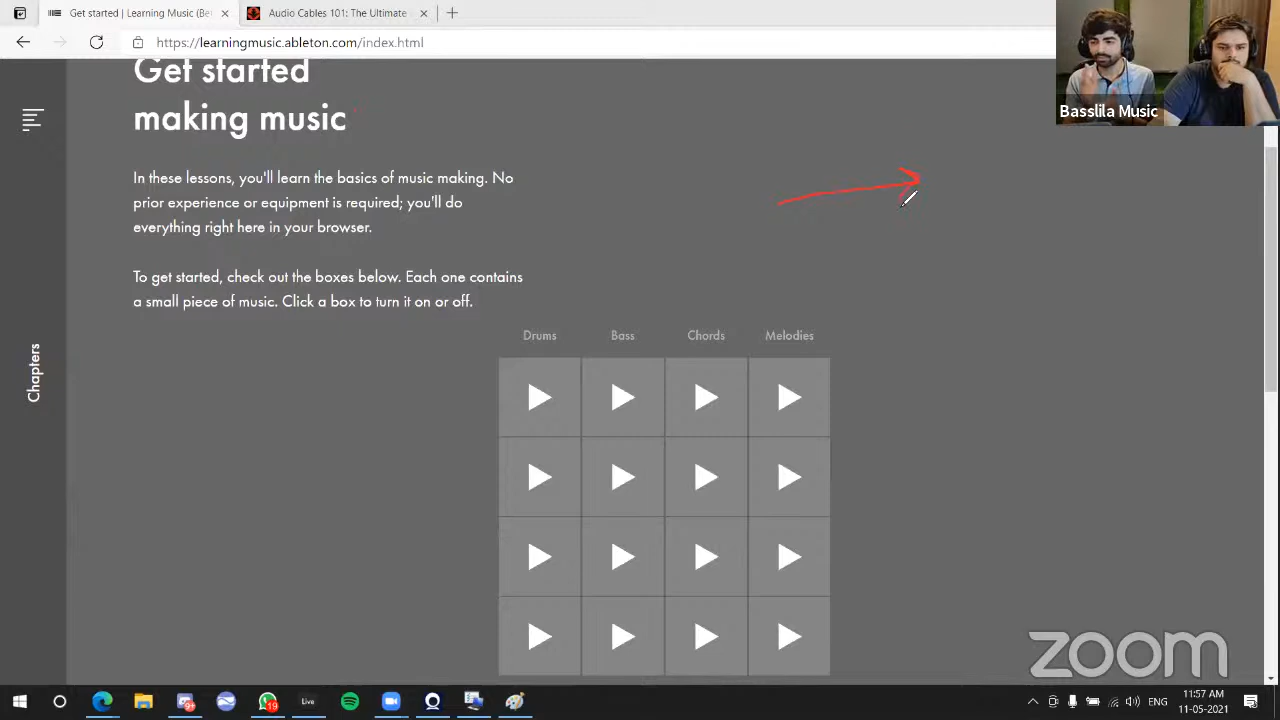 Get started | Learning Music (Be
Audio Cables 101: The Ultimate
https://learningmusic.ableton.com/index.html
Basslila Music
Get started
making music
In these lessons, you'll learn the basics of music making. No
prior experience or equipment is required; you'll do
everything right here in your browser.
To get started, check out the boxes below. Each one contains
a small piece of music. Click a box to turn it on or off.
Chapters
Drums Bass Chords Melodies
zoom
9+
19
Live
ENG
11:57 AM
11-05-2021